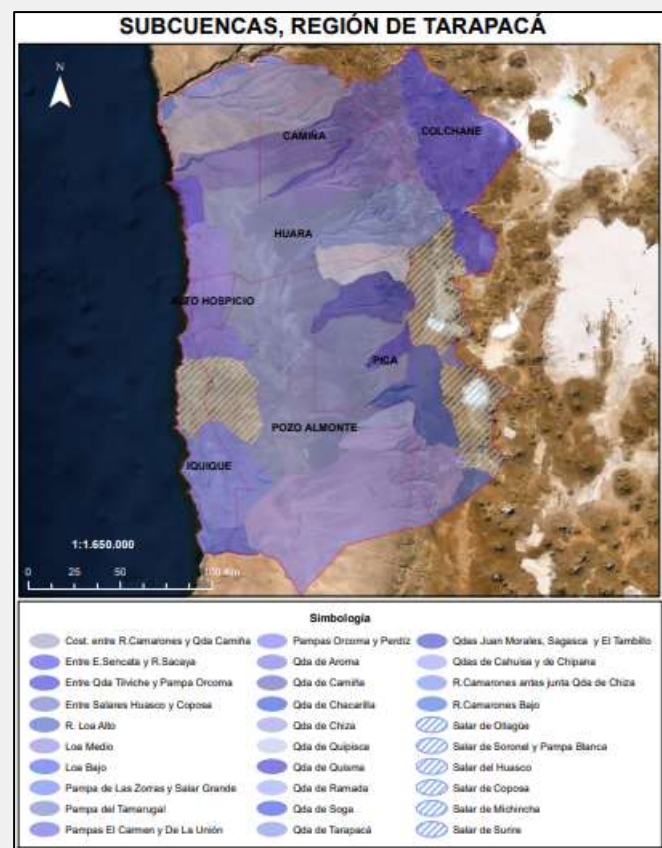 SUBCUENCAS, REGIÓN DE TARAPACÁ
N
CAMIÑA
COLCHANE
HUARA
ALTO HOSPICIO
PICA
POZO ALMONTE
IQUIQUE
1:1.650.000
0 25 50 100 Km
Simbología
Cost. entre R.Camarones y Qda Camiña
Entre E.Sencata y R.Sacaya
Entre Qda Tilviche y Pampa Orcoma
Entre Salares Huasco y Coposa
R. Loa Alto
Loa Medio
Loa Bajo
Pampa de Las Zorras y Salar Grande
Pampa del Tamarugal
Pampas El Carmen y De La Unión
Pampas Orcoma y Perdiz
Qda de Aroma
Qda de Camiña
Qda de Chacarilla
Qda de Chiza
Qda de Quipisca
Qda de Quisma
Qda de Ramada
Qda de Soga
Qda de Tarapacá
Qdas Juan Morales, Sagasca y El Tambillo
Qdas de Cahuisa y de Chipana
R.Camarones antes junta Qda de Chiza
R.Camarones Bajo
Salar de Ollagüe
Salar de Soronel y Pampa Blanca
Salar del Huasco
Salar de Coposa
Salar de Michincha
Salar de Surire